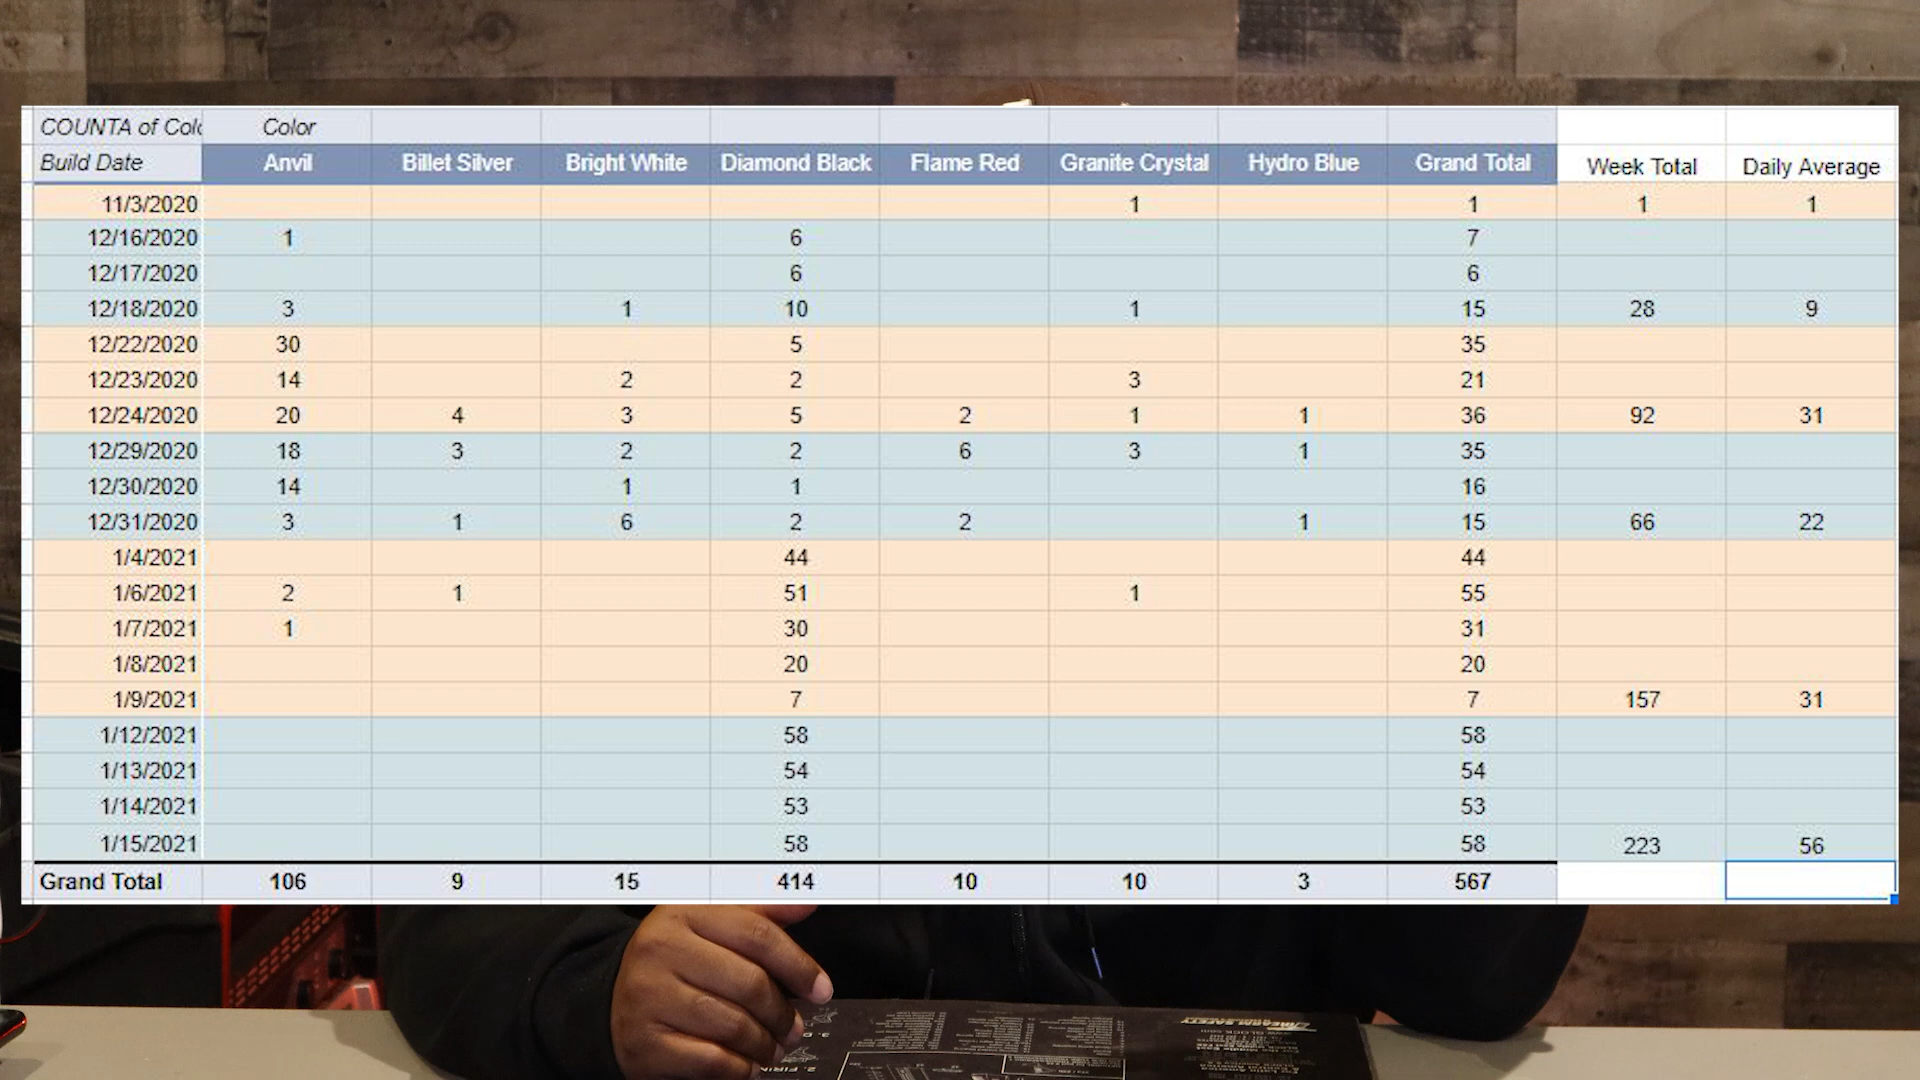 COUNTA of Colo Color
Build Date Anvil Billet Silver Bright White Diamond Black Flame Red Granite Crystal Hydro Blue Grand Total Week Total Daily Average
11/3/2020 1 1 1 1
12/16/2020 1 6 7
12/17/2020 6 6
12/18/2020 3 1 10 1 15 28 9
12/22/2020 30 5 35
12/23/2020 14 2 2 3 21
12/24/2020 20 4 3 5 2 1 1 36 92 31
12/29/2020 18 3 2 2 6 3 1 35
12/30/2020 14 1 1 16
12/31/2020 3 1 6 2 2 1 15 66 22
1/4/2021 44 44
1/6/2021 2 1 51 1 55
1/7/2021 1 30 31
1/8/2021 20 20
1/9/2021 7 7 157 31
1/12/2021 58 58
1/13/2021 54 54
1/14/2021 53 53
1/15/2021 58 58 223 56
Grand Total 106 9 15 414 10 10 3 567
FIREARM SAFETY